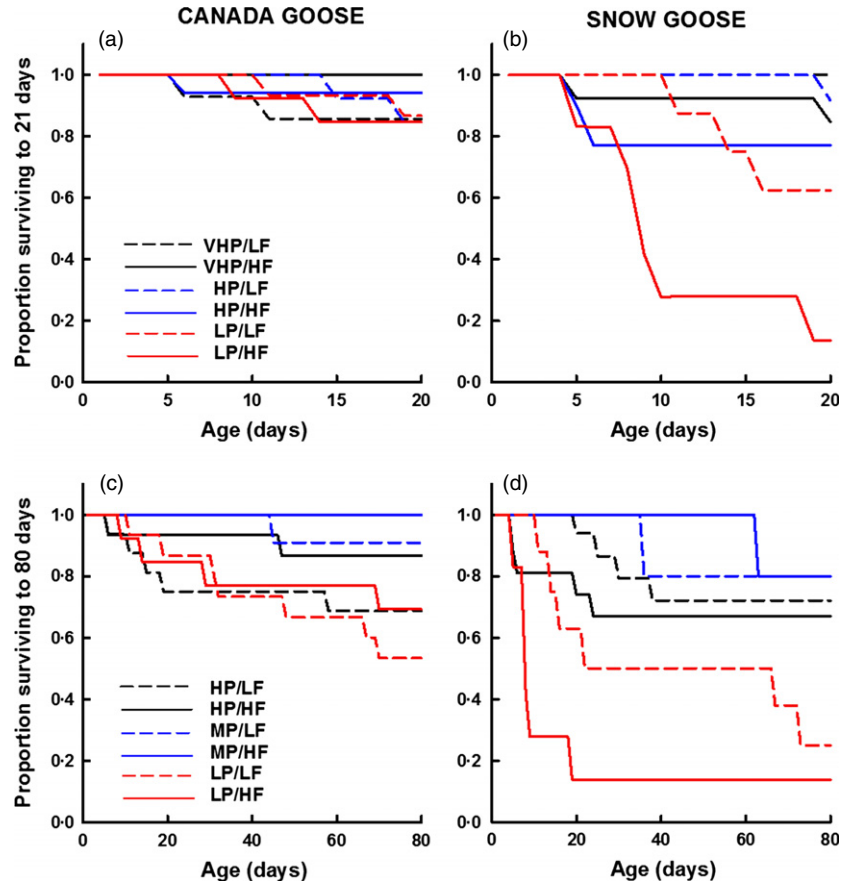 CANADA GOOSE
SNOW GOOSE
(a)
(b)
Proportion surviving to 21 days
1·0
0·8
0·6
0·4
0·2
0·0
VHP/LF
VHP/HF
HP/LF
HP/HF
LP/LF
LP/HF
0 5 10 15 20
Age (days)
1·0
0·8
0·6
0·4
0·2
0·0
0 5 10 15 20
Age (days)
(c)
(d)
Proportion surviving to 80 days
1·0
0·8
0·6
0·4
0·2
0·0
HP/LF
HP/HF
MP/LF
MP/HF
LP/LF
LP/HF
0 20 40 60 80
Age (days)
1·0
0·8
0·6
0·4
0·2
0·0
0 20 40 60 80
Age (days)